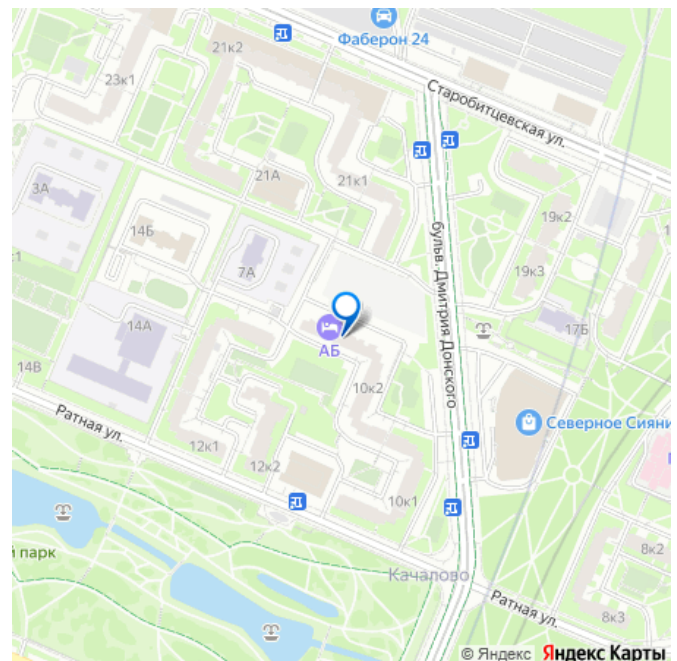 21к2
Фаберон 24
23к1
Старобитцевская ул.
21А
21к1
3А
14Б
19к2
7А
19к3
бульв. Дмитрия Донского
14А
17Б
АБ
14В
10к2
Ратная ул.
Северное Сияни
12к1
12к2
10к1
й парк
Качалово
8к2
Ратная ул.
8к3
© Яндекс Яндекс Карты